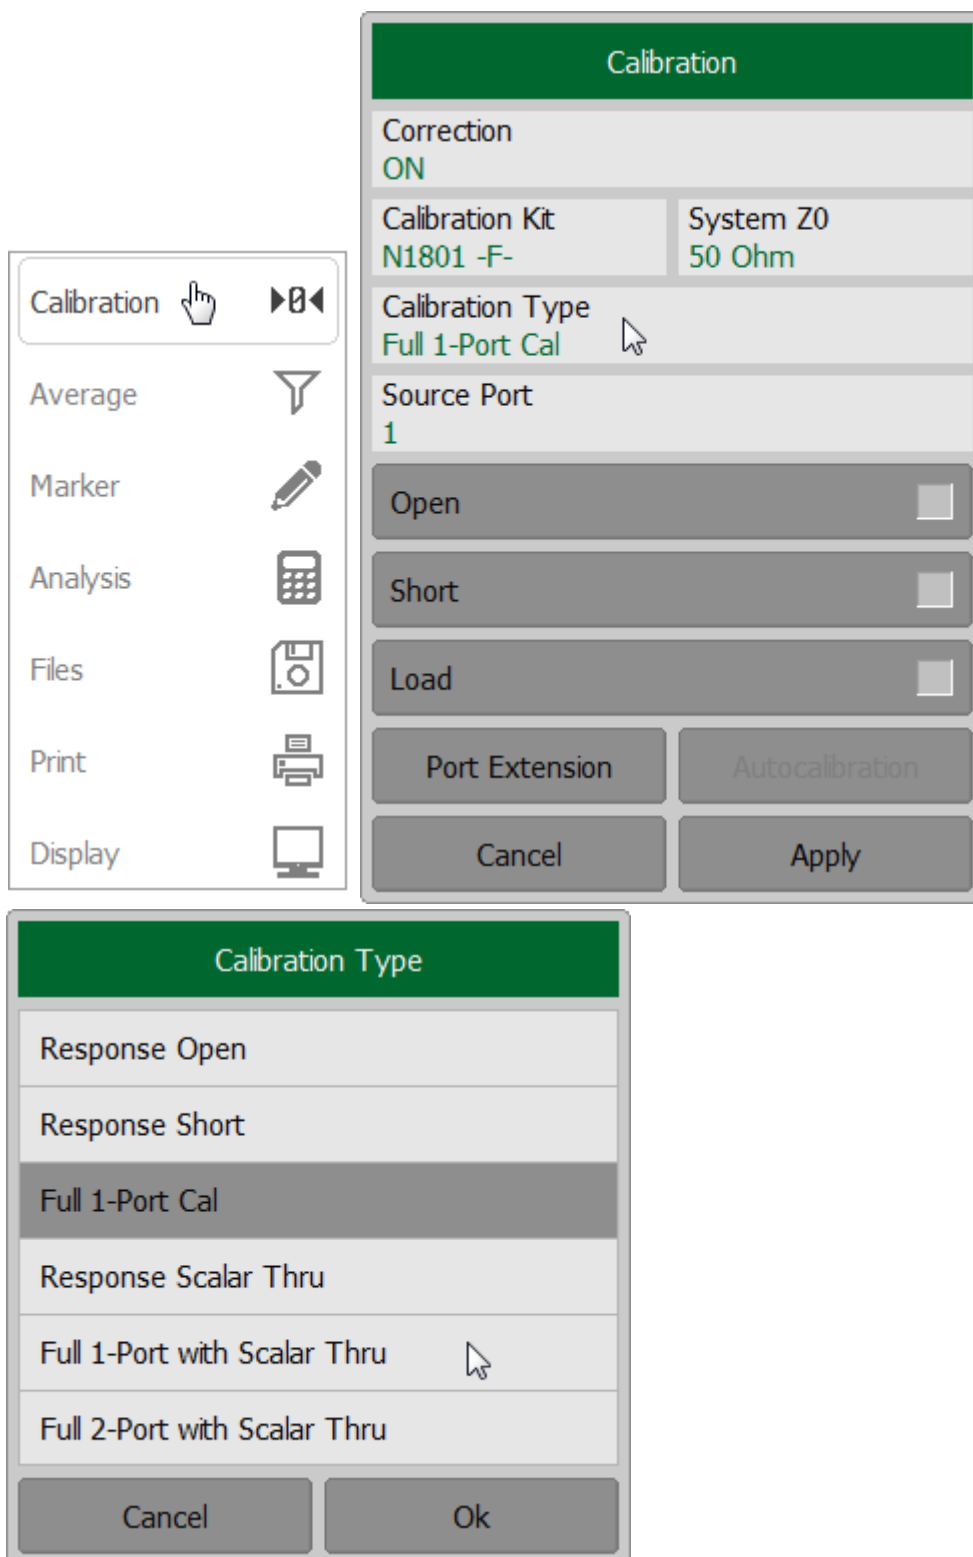 Calibration
Correction
ON
Calibration Kit
N1801 -F-
System Z0
50 Ohm
Calibration Type
Full 1-Port Cal
Source Port
1
Open
Short
Load
Port Extension
Autocalibration
Cancel
Apply
Calibration
Average
Marker
Analysis
Files
Print
Display
Calibration Type
Response Open
Response Short
Full 1-Port Cal
Response Scalar Thru
Full 1-Port with Scalar Thru
Full 2-Port with Scalar Thru
Cancel
Ok